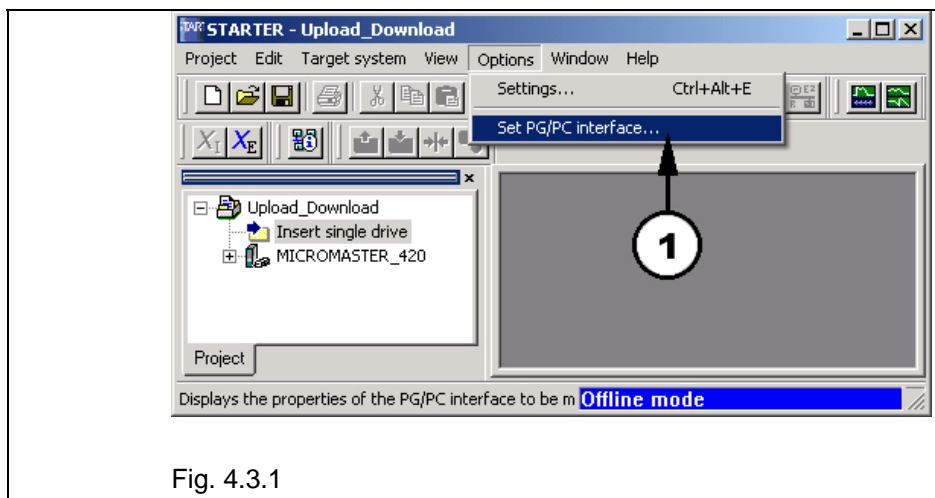 STARTER - Upload_Download
Project Edit Target system View Options Window Help
Settings... Ctrl+Alt+E
Set PG/PC interface...
X_I X_E
Upload_Download
Insert single drive
MICROMASTER_420
1
Project
Displays the properties of the PG/PC interface to be m Offline mode
Fig. 4.3.1